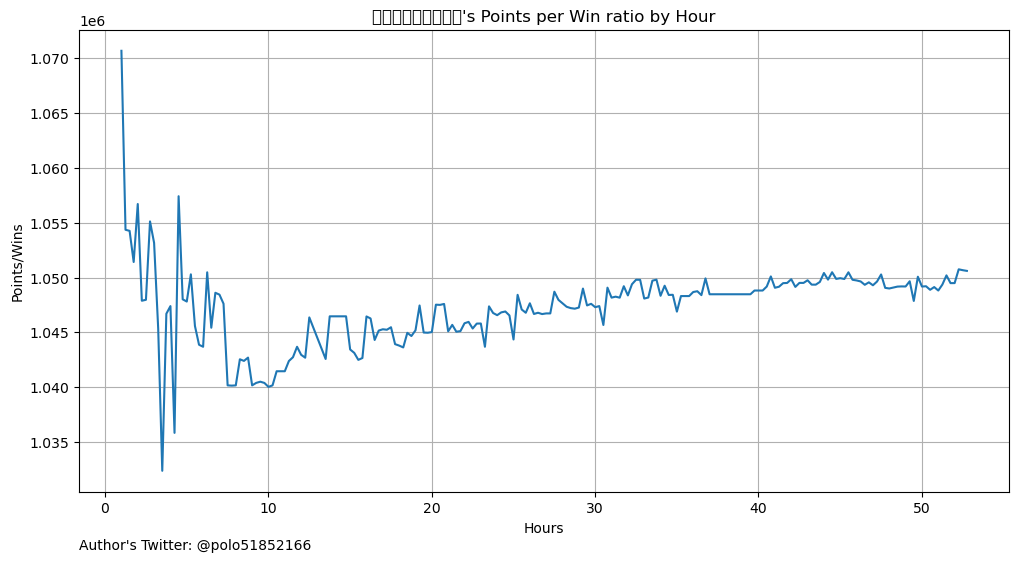 's Points per Win ratio by Hour
1e6
1.070
1.065
1.060
1.055
1.050
1.045
1.040
1.035
Points/Wins
0 10 20 30 40 50
Hours
Author's Twitter: @polo51852166